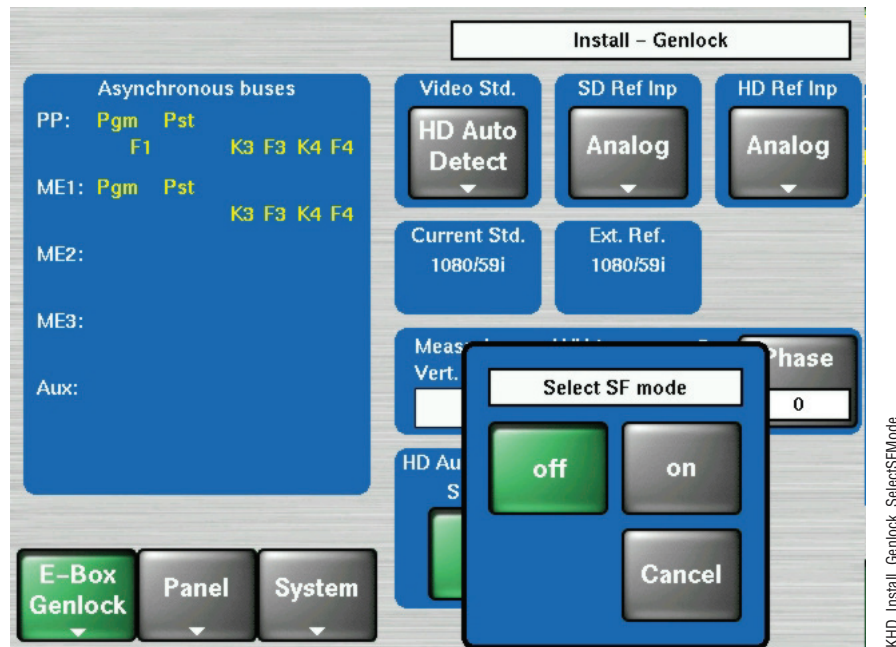 Install – Genlock
Asynchronous buses
PP: Pgm Pst
F1 K3 F3 K4 F4
ME1: Pgm Pst
K3 F3 K4 F4
ME2:
ME3:
Aux:
Video Std.
HD Auto
Detect
SD Ref Inp
Analog
HD Ref Inp
Analog
Current Std.
1080/59i
Ext. Ref.
1080/59i
Vert.
Phase
0
HD Au
S
Select SF mode
off
on
Cancel
E–Box
Genlock
Panel
System
KHD_Install_Genlock_SelectSFMode